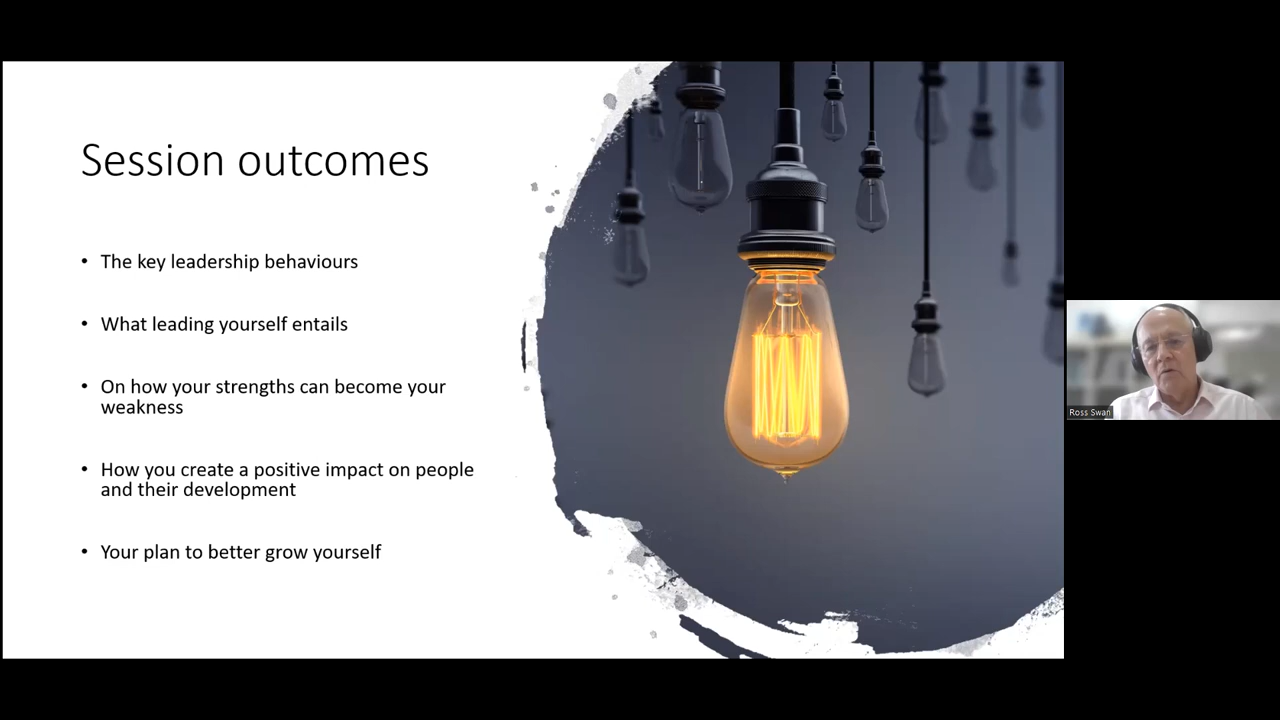 Session outcomes
• The key leadership behaviours
• What leading yourself entails
• On how your strengths can become your
weakness
• How you create a positive impact on people
and their development
• Your plan to better grow yourself
Ross Swan